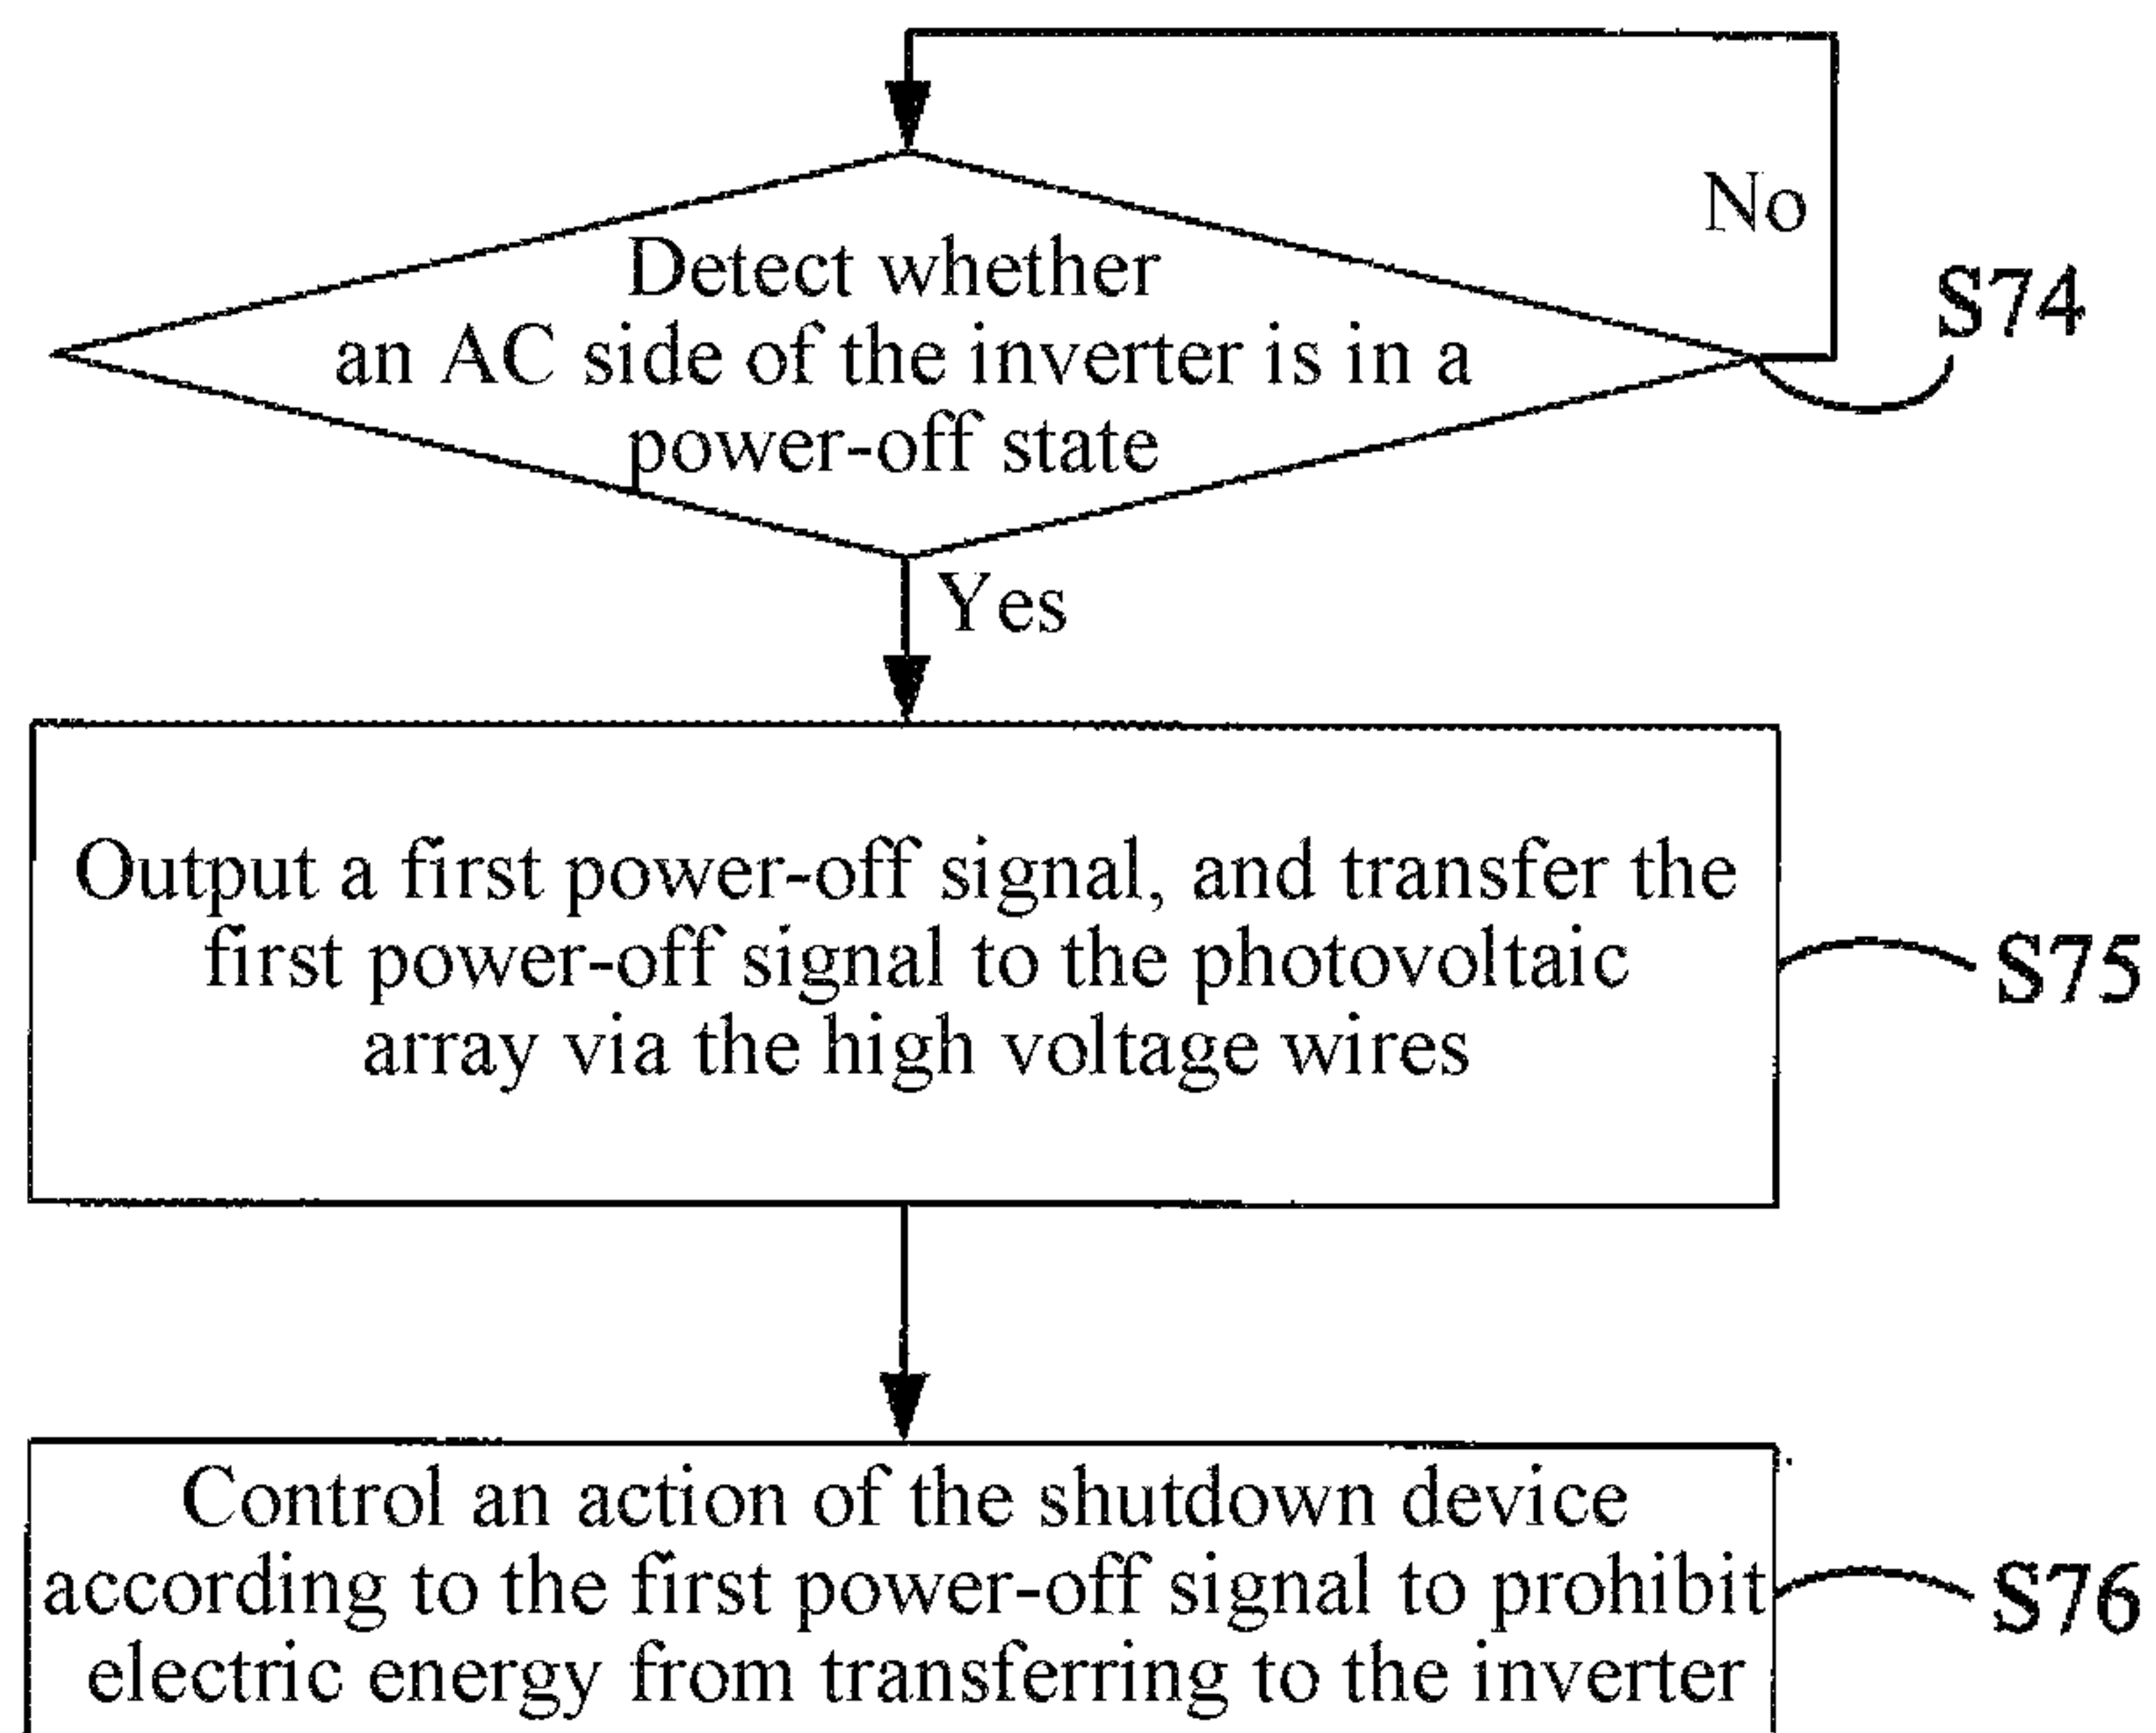 No
Detect whether
an AC side of the inverter is in a
power-off state
S74
Yes
Output a first power-off signal, and transfer the
first power-off signal to the photovoltaic
array via the high voltage wires
S75
Control an action of the shutdown device
according to the first power-off signal to prohibit
electric energy from transferring to the inverter
S76